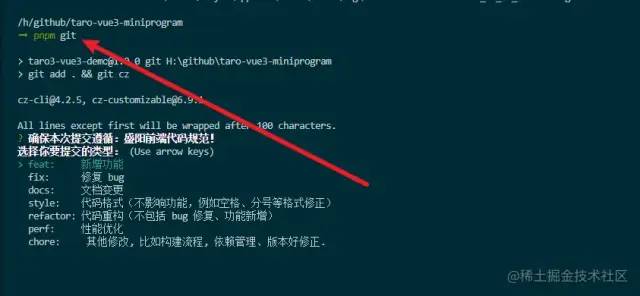 /h/github/taro-vue3-miniprogram
→ pnpm git
> taro3-vue3-demo@1.0.0 git H:\github\taro-vue3-miniprogram
> git add . && git cz
cz-cli@4.2.5, cz-customizable@6.9.1
All lines except first will be wrapped after 100 characters.
? 确保本次提交遵循：盛阳前端代码规范！
选择你要提交的类型： (Use arrow keys)
> feat: 新增功能
fix: 修复 bug
docs: 文档变更
style: 代码格式（不影响功能，例如空格、分号等格式修正）
refactor: 代码重构（不包括 bug 修复、功能新增）
perf: 性能优化
chore: 其他修改, 比如构建流程, 依赖管理、版本好修正.
@稀土掘金技术社区